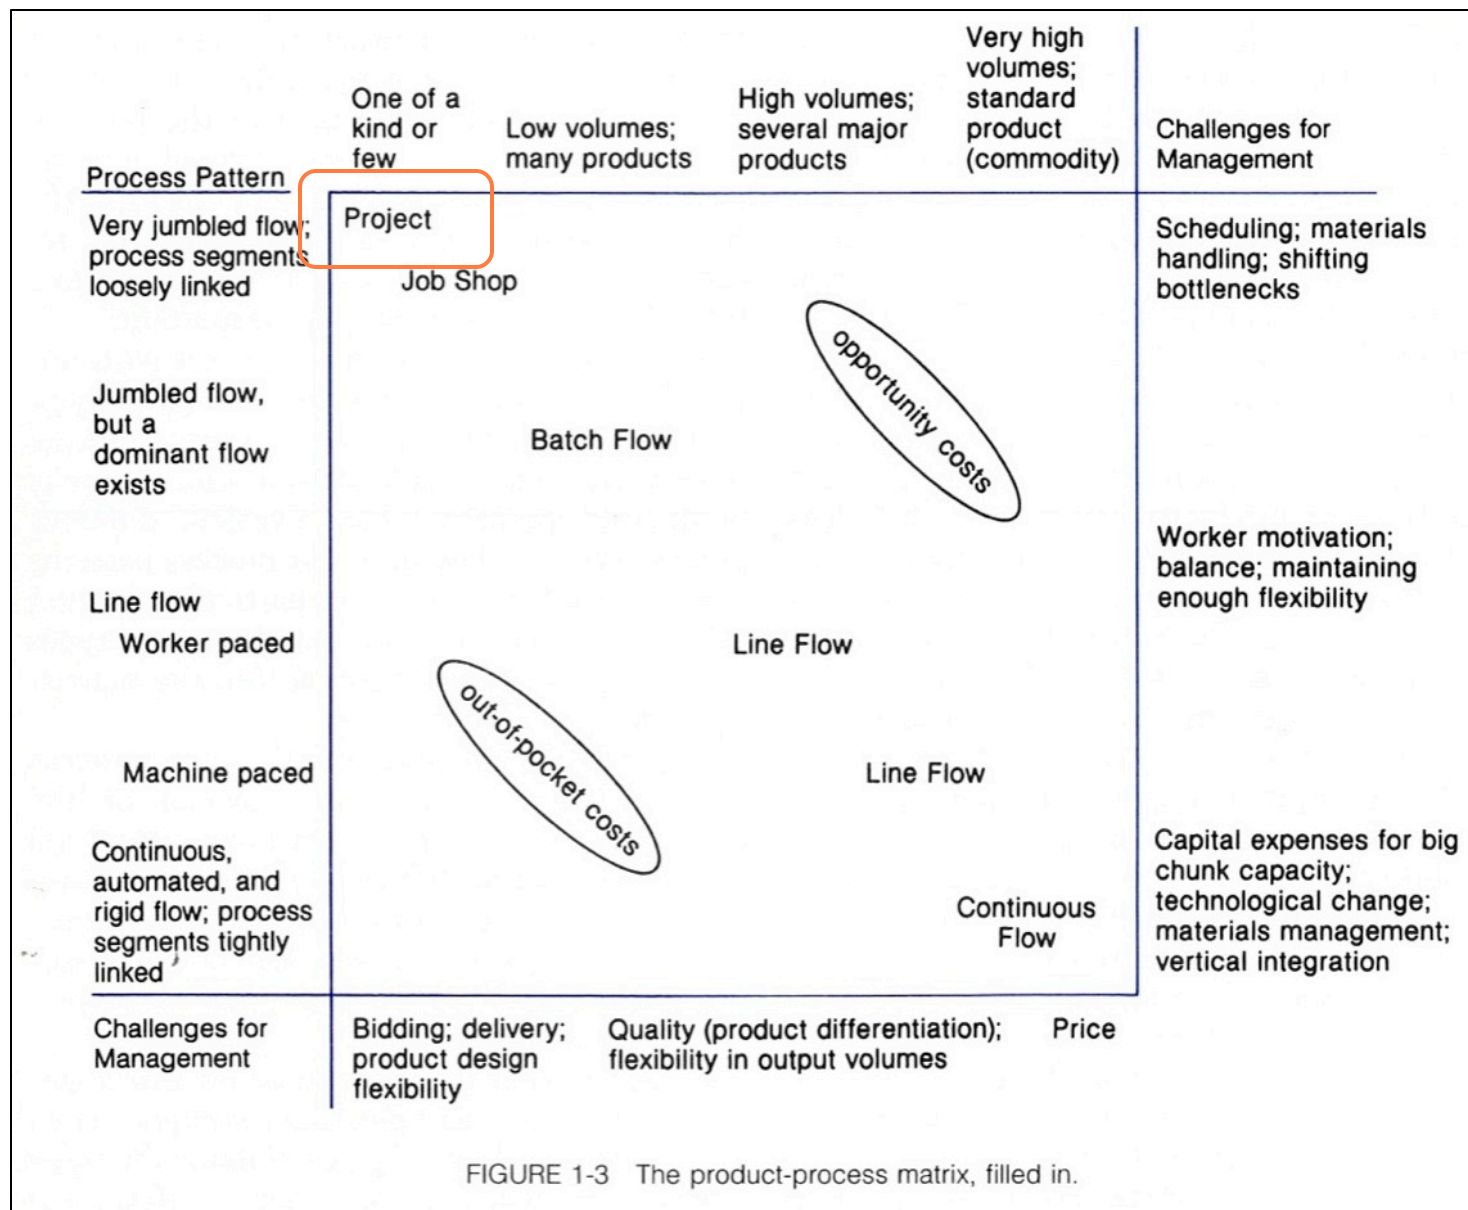 One of a
kind or
few
Low volumes;
many products
High volumes;
several major
products
Very high
volumes;
standard
product
(commodity)
Challenges for
Management
Process Pattern
Very jumbled flow;
process segments
loosely linked
Project
Job Shop
Scheduling; materials
handling; shifting
bottlenecks
opportunity costs
Jumbled flow,
but a
dominant flow
exists
Batch Flow
Worker motivation;
balance; maintaining
enough flexibility
Line flow
Worker paced
Line Flow
out-of-pocket costs
Machine paced
Line Flow
Continuous,
automated, and
rigid flow; process
segments tightly
linked
Continuous
Flow
Capital expenses for big
chunk capacity;
technological change;
materials management;
vertical integration
Challenges for
Management
Bidding; delivery;
product design
flexibility
Quality (product differentiation);
flexibility in output volumes
Price
FIGURE 1-3 The product-process matrix, filled in.